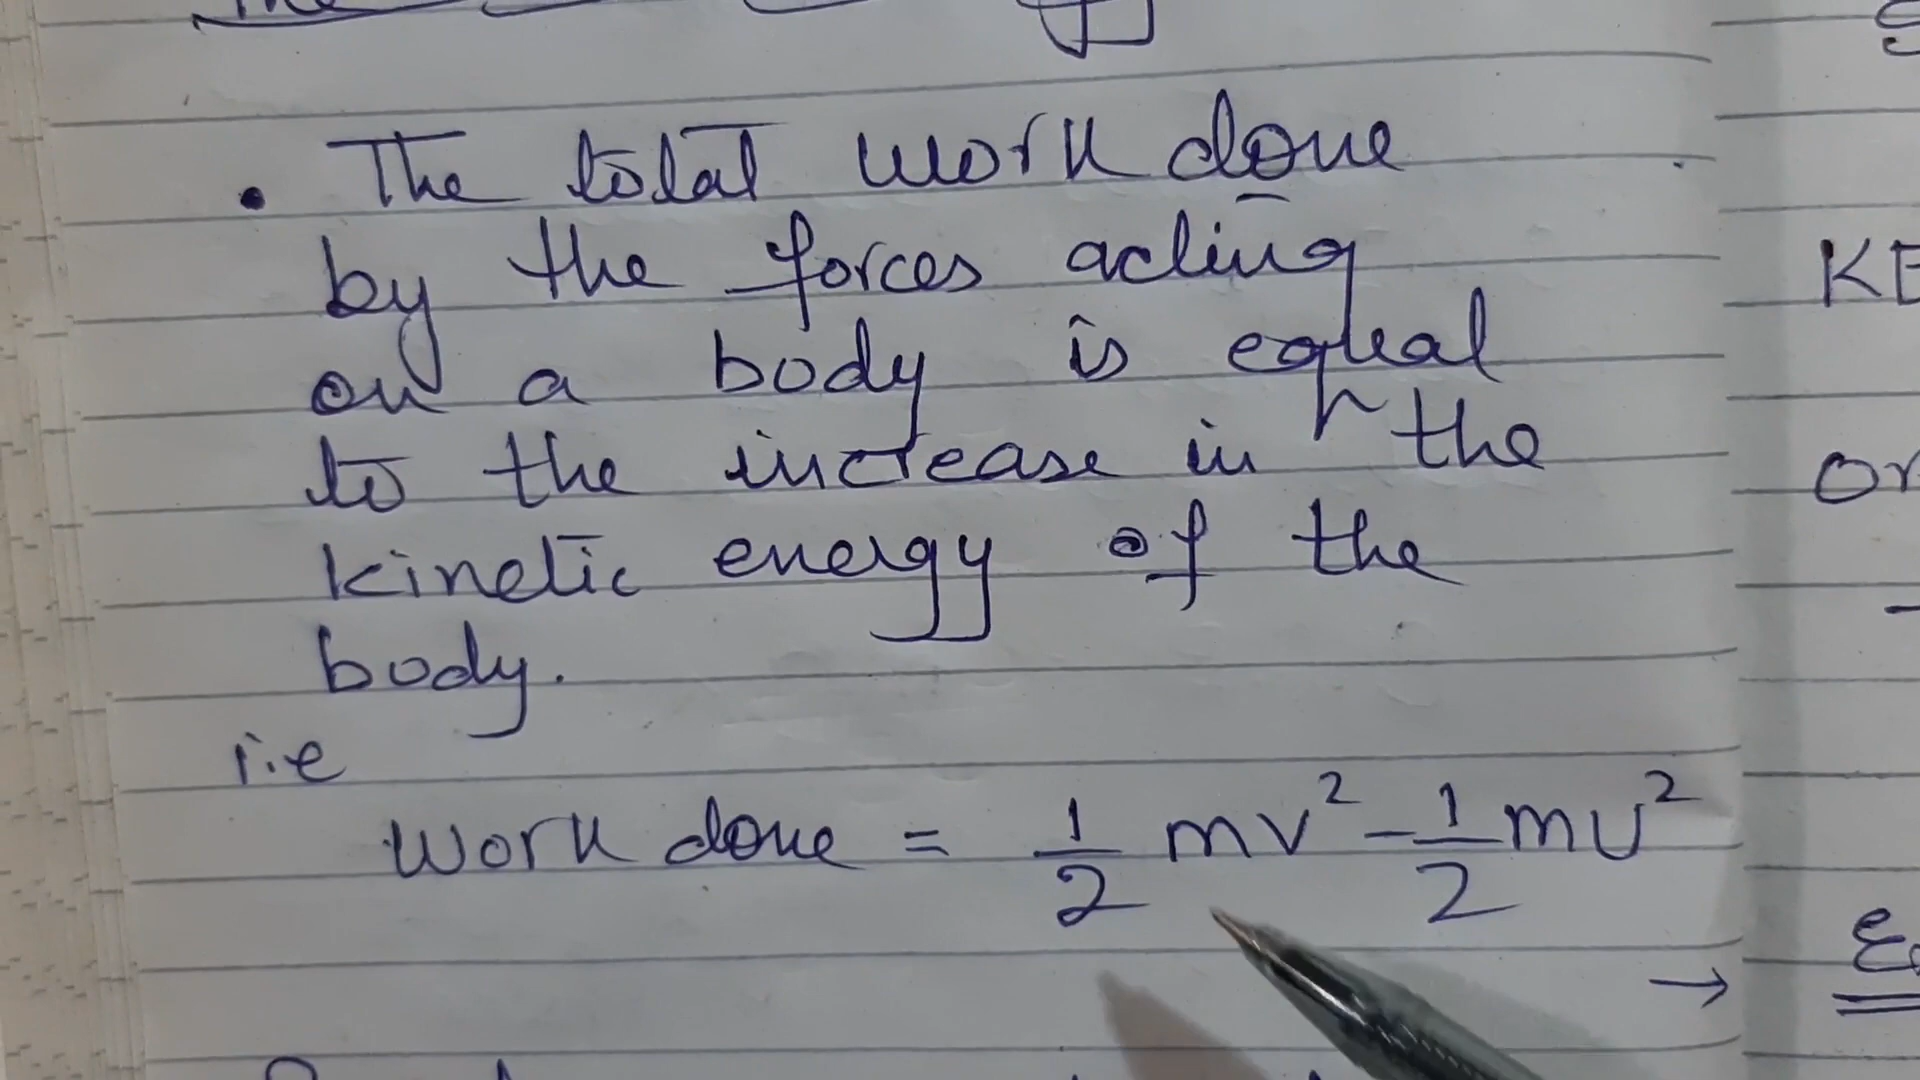 The
• The total work done
by the forces acting
on a body is equal
to the increase in the
kinetic energy of the
body.
i.e
Work done = 1/2 mv² - 1/2 mu²
→
KE
or